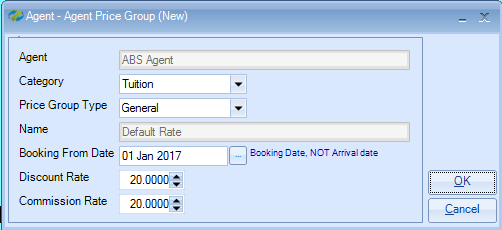 Agent - Agent Price Group (New)
Agent ABS Agent
Category Tuition
Price Group Type General
Name Default Rate
Booking From Date 01 Jan 2017 ... Booking Date, NOT Arrival date
Discount Rate 20.0000
Commission Rate 20.0000
OK
Cancel